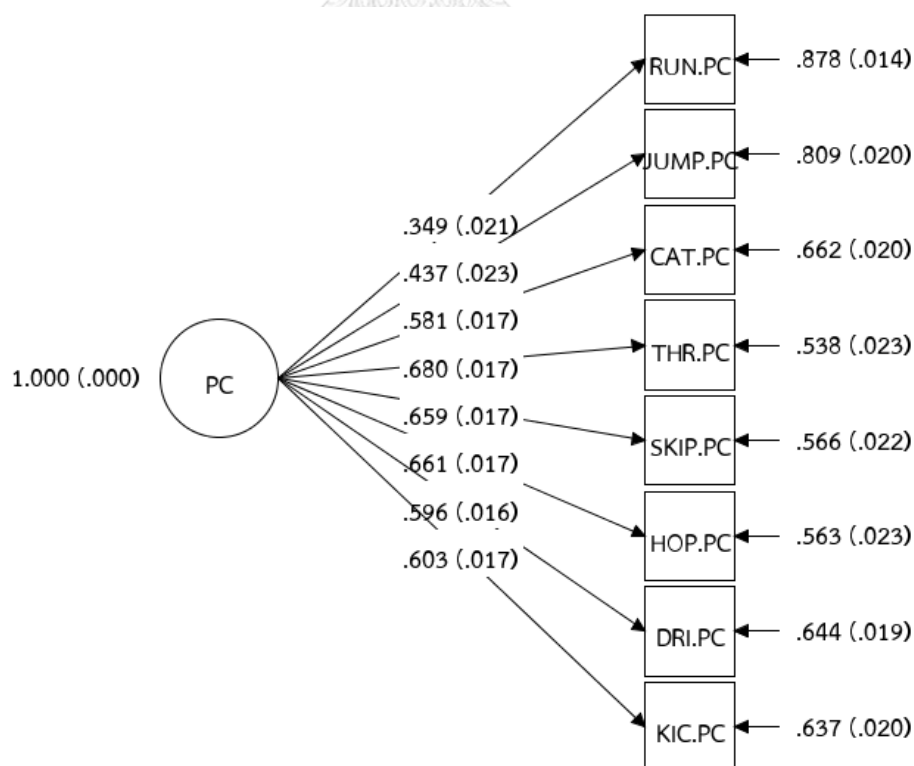 RUN.PC .878 (.014)
JUMP.PC .809 (.020)
.349 (.021)
CAT.PC .662 (.020)
.437 (.023)
.581 (.017)
THR.PC .538 (.023)
.680 (.017)
1.000 (.000) PC
.659 (.017)
SKIP.PC .566 (.022)
.661 (.017)
.596 (.016)
HOP.PC .563 (.023)
.603 (.017)
DRI.PC .644 (.019)
KIC.PC .637 (.020)